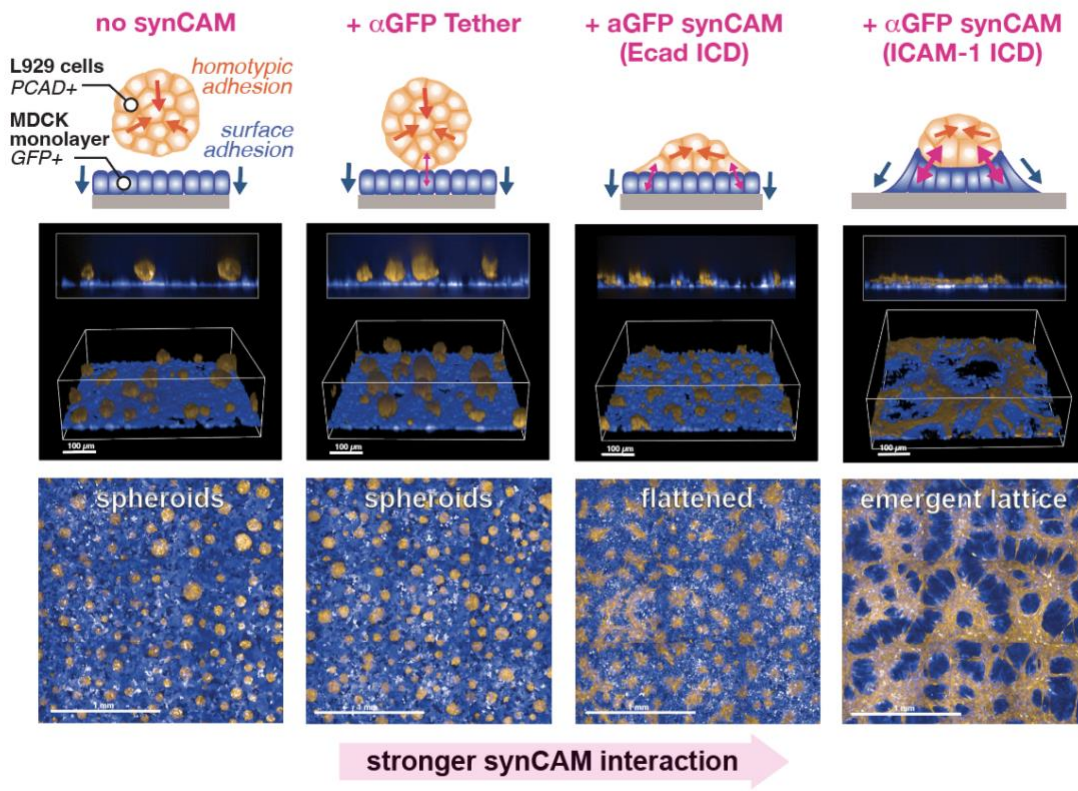 no synCAM
+ αGFP Tether
+ aGFP synCAM
(Ecad ICD)
+ αGFP synCAM
(ICAM-1 ICD)
L929 cells
PCAD+
homotypic
adhesion
MDCK
monolayer
GFP+
surface
adhesion
100 µm
100 µm
100 µm
100 µm
spheroids
spheroids
flattened
emergent lattice
1 mm
1 mm
1 mm
1 mm
stronger synCAM interaction